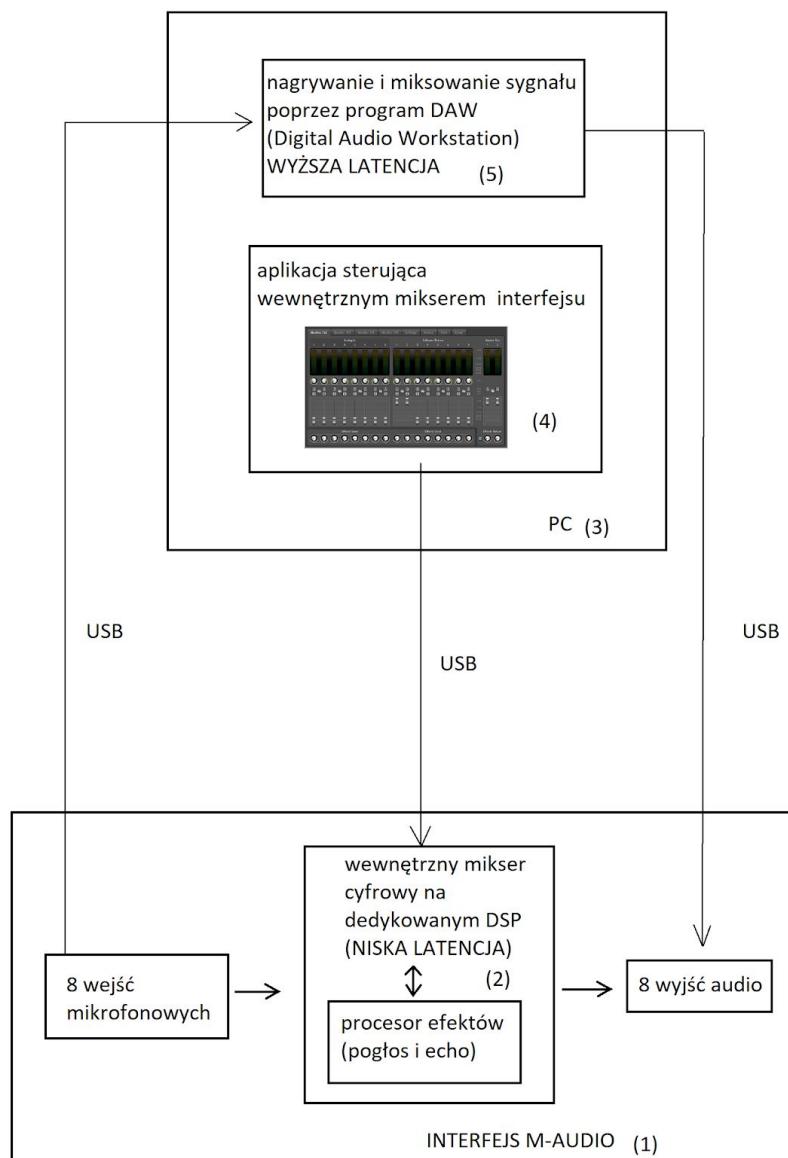 nagrywanie i miksowanie sygnału
poprzez program DAW
(Digital Audio Workstation)
WYŻSZA LATENCJA (5)
aplikacja sterująca
wewnętrznym mikserem interfejsu
(4)
PC (3)
USB
USB
USB
wewnętrzny mikser
cyfrowy na
dedykowanym DSP
(NISKA LATENCJA)
(2)
8 wejść
mikrofonowych
8 wyjść audio
procesor efektów
(pogłos i echo)
INTERFEJS M-AUDIO (1)